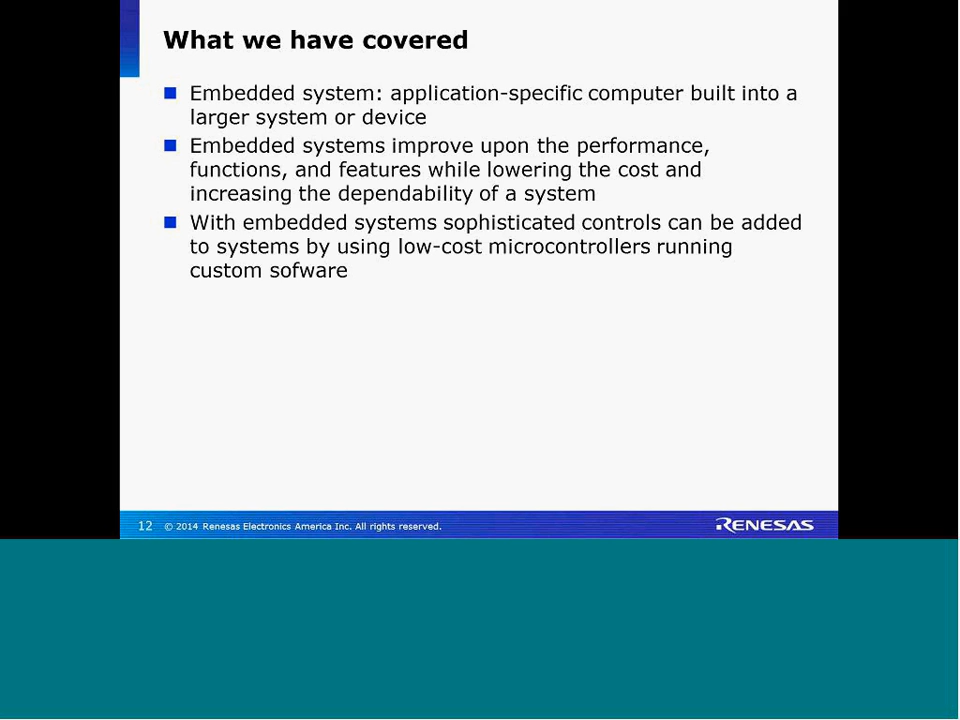 What we have covered
Embedded system: application-specific computer built into a
larger system or device
Embedded systems improve upon the performance,
functions, and features while lowering the cost and
increasing the dependability of a system
With embedded systems sophisticated controls can be added
to systems by using low-cost microcontrollers running
custom sofware
12 © 2014 Renesas Electronics America Inc. All rights reserved.
RENESAS